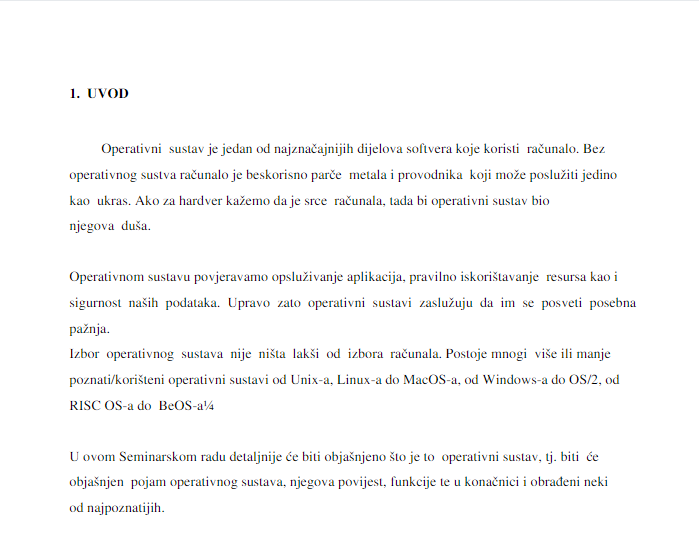 1. UVOD
Operativni sustav je jedan od najznačajnijih dijelova softvera koje koristi računalo. Bez
operativnog sustva računalo je beskorisno parče metala i provodnika koji može poslužiti jedino
kao ukras. Ako za hardver kažemo da je srce računala, tada bi operativni sustav bio
njegova duša.
Operativnom sustavu povjeravamo opsluživanje aplikacija, pravilno iskorištavanje resursa kao i
sigurnost naših podataka. Upravo zato operativni sustavi zaslužuju da im se posveti posebna
pažnja.
Izbor operativnog sustava nije ništa lakši od izbora računala. Postoje mnogi više ili manje
poznati/korišteni operativni sustavi od Unix-a, Linux-a do MacOS-a, od Windows-a do OS/2, od
RISC OS-a do BeOS-a¼
U ovom Seminarskom radu detaljnije će biti objašnjeno što je to operativni sustav, tj. biti će
objašnjen pojam operativnog sustava, njegova povijest, funkcije te u konačnici i obrađeni neki
od najpoznatijih.